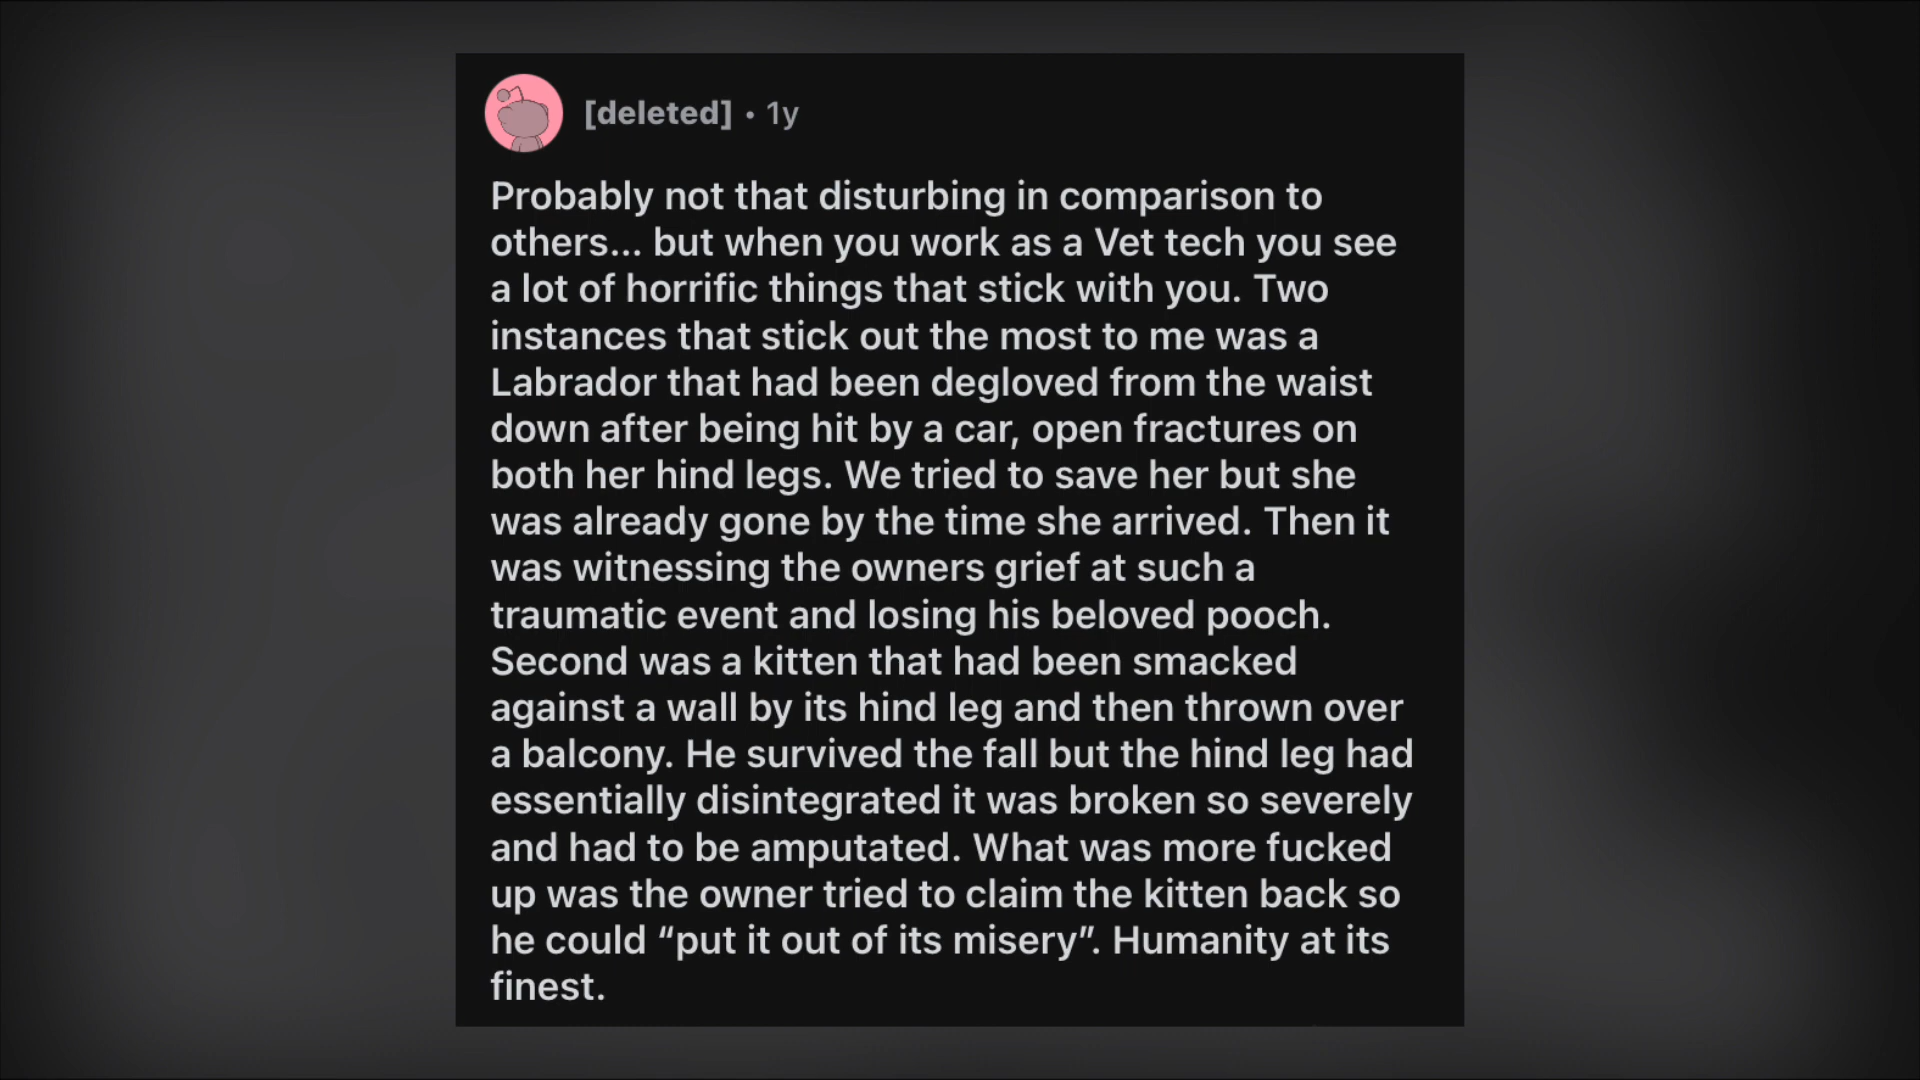 [deleted] • 1y
Probably not that disturbing in comparison to
others... but when you work as a Vet tech you see
a lot of horrific things that stick with you. Two
instances that stick out the most to me was a
Labrador that had been degloved from the waist
down after being hit by a car, open fractures on
both her hind legs. We tried to save her but she
was already gone by the time she arrived. Then it
was witnessing the owners grief at such a
traumatic event and losing his beloved pooch.
Second was a kitten that had been smacked
against a wall by its hind leg and then thrown over
a balcony. He survived the fall but the hind leg had
essentially disintegrated it was broken so severely
and had to be amputated. What was more fucked
up was the owner tried to claim the kitten back so
he could “put it out of its misery”. Humanity at its
finest.